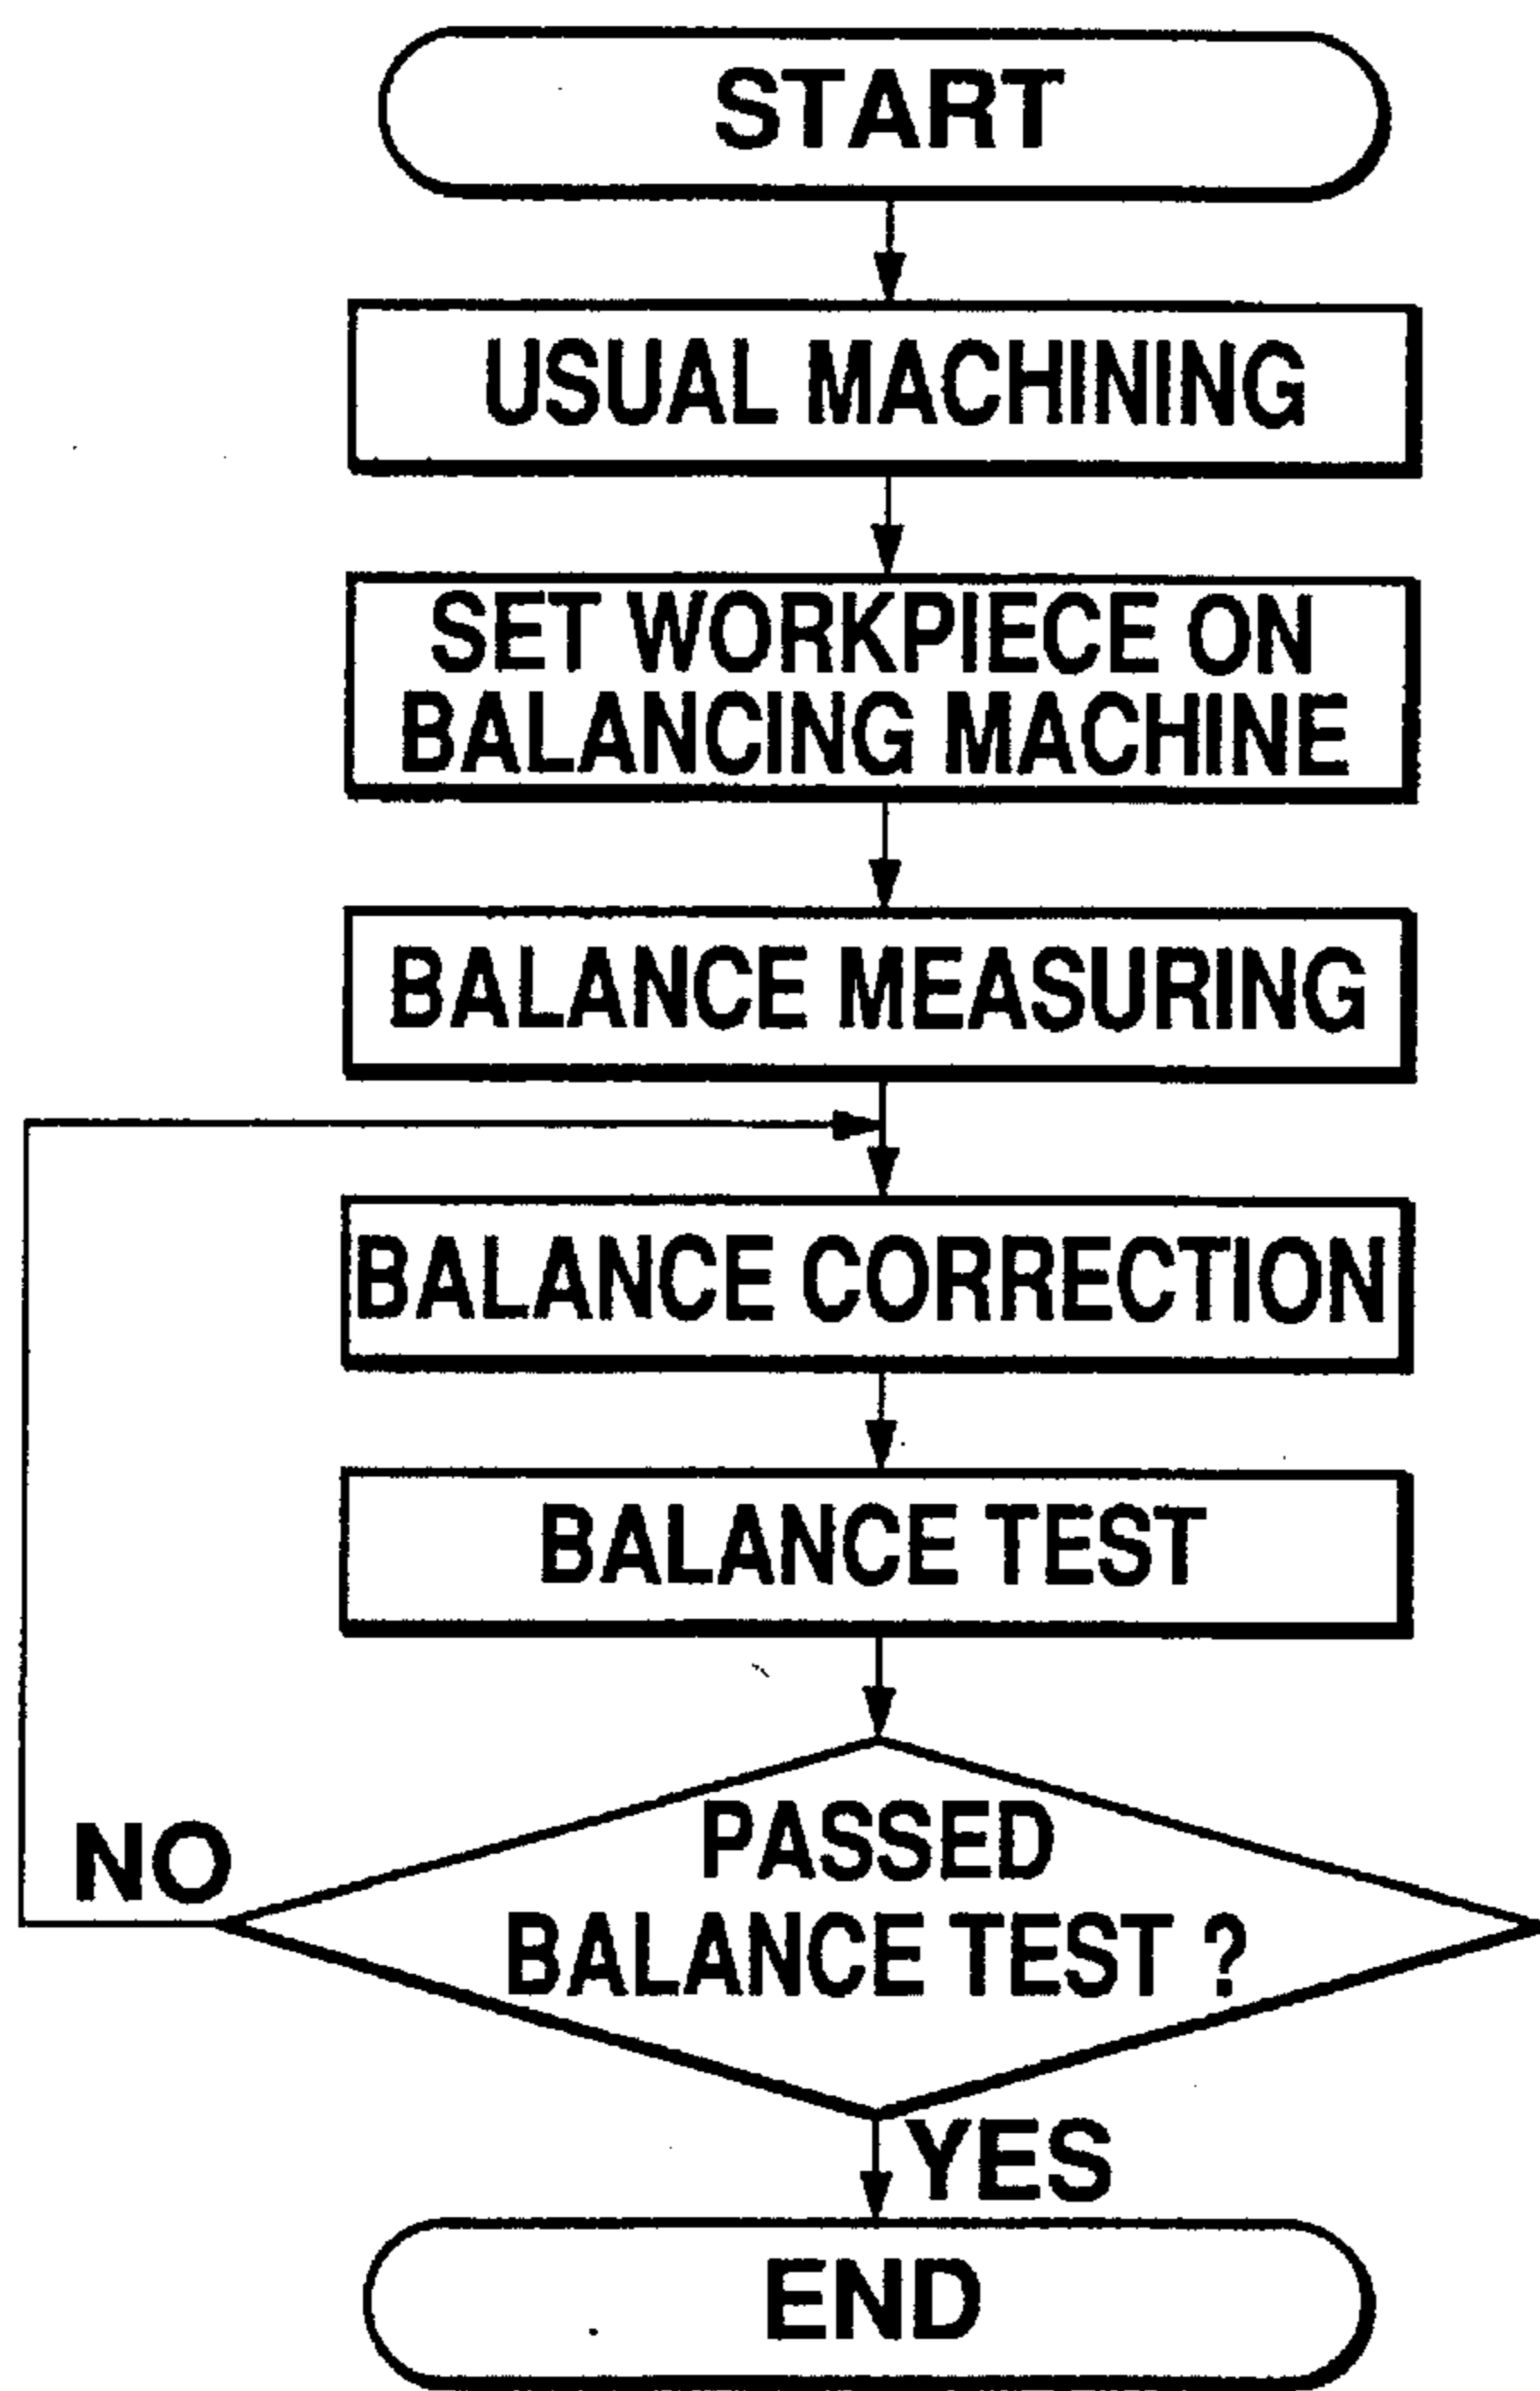 START
USUAL MACHINING
SET WORKPIECE ON
BALANCING MACHINE
BALANCE MEASURING
BALANCE CORRECTION
BALANCE TEST
PASSED
BALANCE TEST ?
NO
YES
END